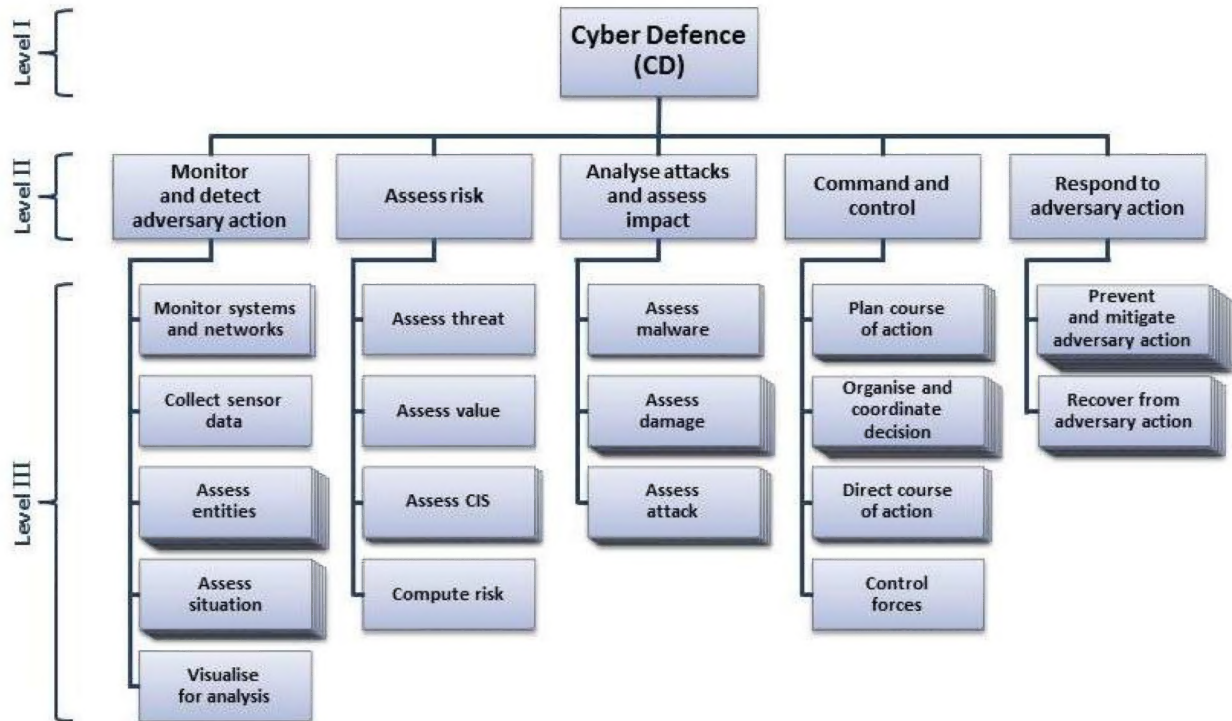 Level I
Cyber Defence
(CD)
Level II
Monitor
and detect
adversary action
Assess risk
Analyse attacks
and assess
impact
Command and
control
Respond to
adversary action
Level III
Monitor systems
and networks
Collect sensor
data
Assess
entities
Assess
situation
Visualise
for analysis
Assess threat
Assess value
Assess CIS
Compute risk
Assess
malware
Assess
damage
Assess
attack
Plan course
of action
Organise and
coordinate
decision
Direct course
of action
Control
forces
Prevent
and mitigate
adversary action
Recover from
adversary action